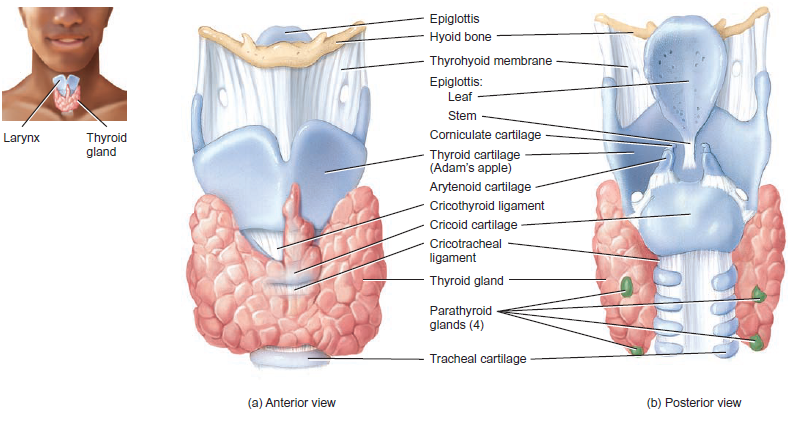 Larynx
Thyroid
gland
Epiglottis
Hyoid bone
Thyrohyoid membrane
Epiglottis:
Leaf
Stem
Corniculate cartilage
Thyroid cartilage
(Adam's apple)
Arytenoid cartilage
Cricothyroid ligament
Cricoid cartilage
Cricotracheal
ligament
Thyroid gland
Parathyroid
glands (4)
Tracheal cartilage
(a) Anterior view
(b) Posterior view